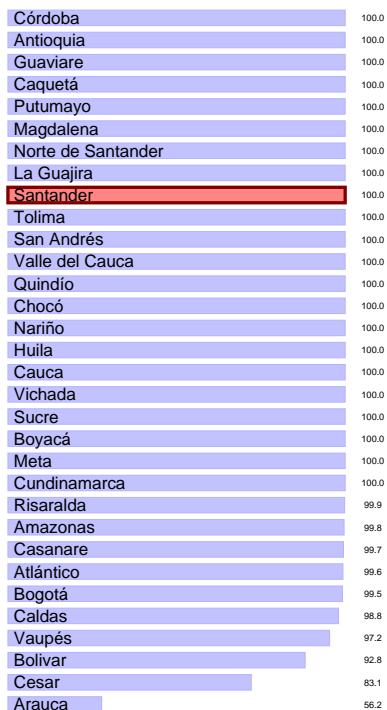 Córdoba 100.0
Antioquia 100.0
Guaviare 100.0
Caquetá 100.0
Putumayo 100.0
Magdalena 100.0
Norte de Santander 100.0
La Guajira 100.0
Santander 100.0
Tolima 100.0
San Andrés 100.0
Valle del Cauca 100.0
Quindío 100.0
Chocó 100.0
Nariño 100.0
Huila 100.0
Cauca 100.0
Vichada 100.0
Sucre 100.0
Boyacá 100.0
Meta 100.0
Cundinamarca 100.0
Risaralda 99.9
Amazonas 99.8
Casanare 99.7
Atlántico 99.6
Bogotá 99.5
Caldas 98.8
Vaupés 97.2
Bolivar 92.8
Cesar 83.1
Arauca 56.2